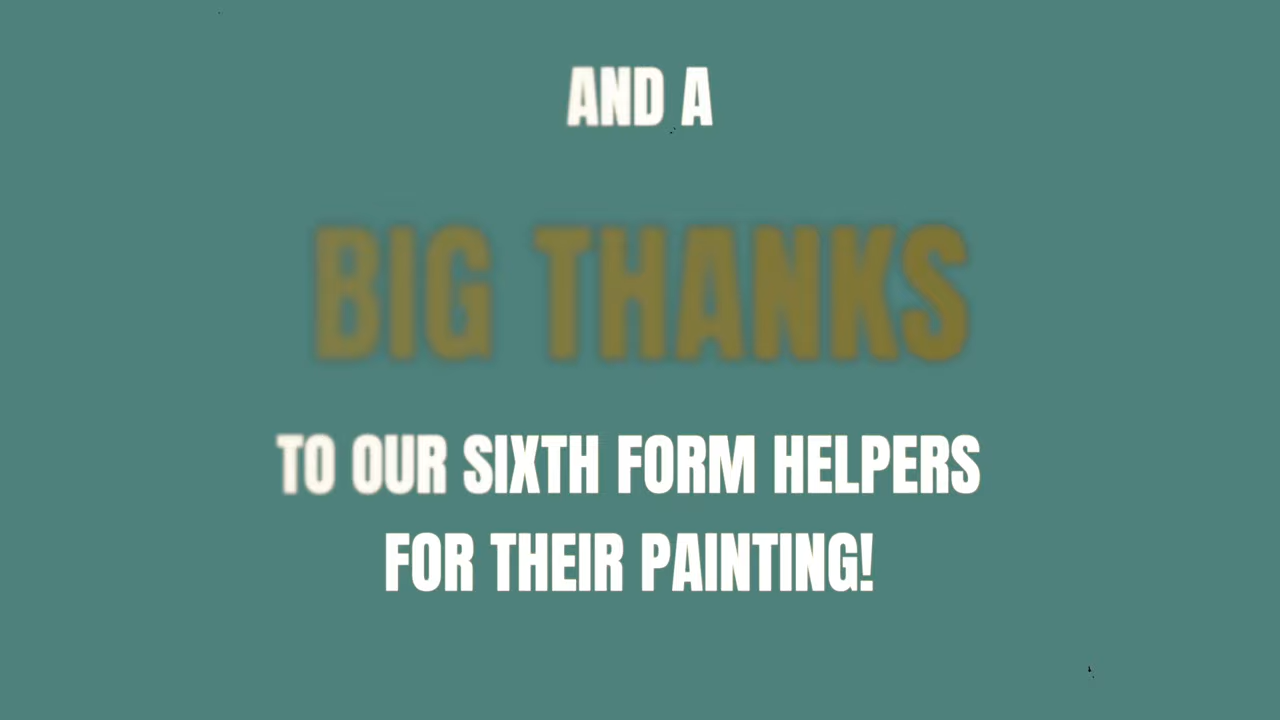 AND A
BIG THANKS
TO OUR SIXTH FORM HELPERS
FOR THEIR PAINTING!